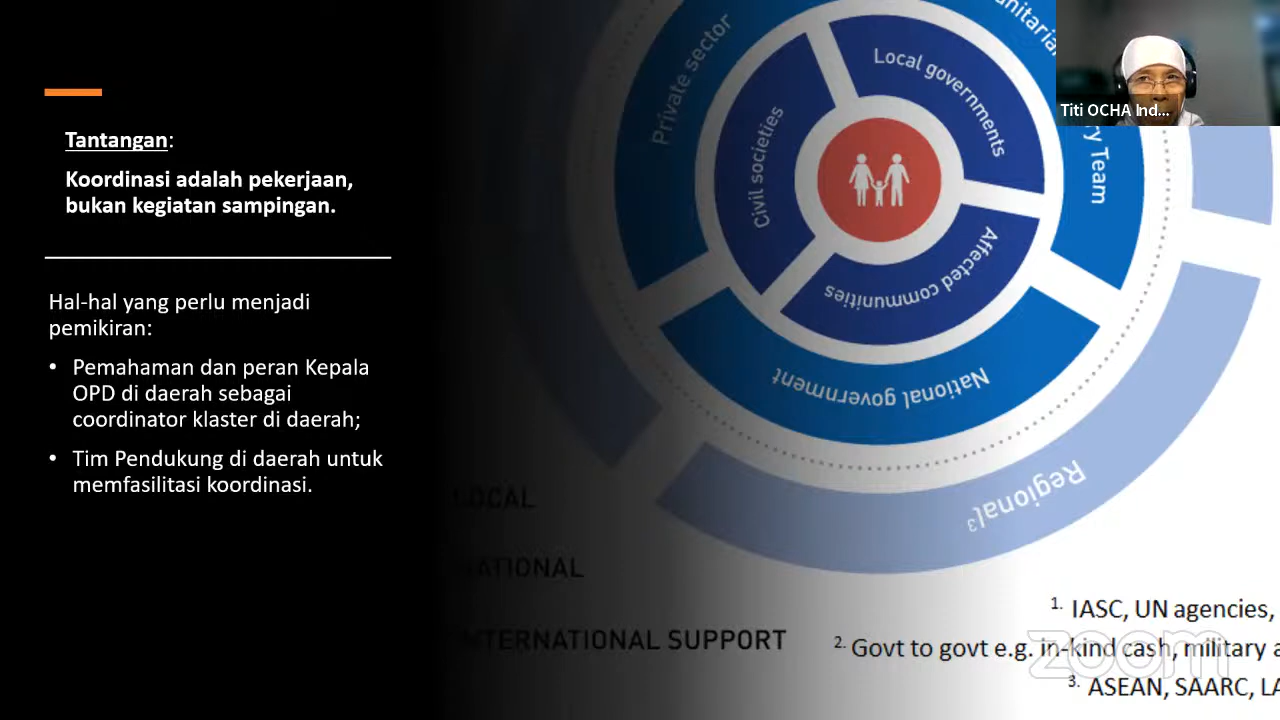 Tantangan:
Koordinasi adalah pekerjaan,
bukan kegiatan sampingan.
Hal-hal yang perlu menjadi
pemikiran:
• Pemahaman dan peran Kepala
OPD di daerah sebagai
coordinator klaster di daerah;
• Tim Pendukung di daerah untuk
memfasilitasi koordinasi.
Private sector
Civil societies
Local governments
Affected communities
National government
Team
Regional³
Titi OCHA Ind...
LOCAL
NATIONAL
INTERNATIONAL SUPPORT
1. IASC, UN agencies,
2. Govt to govt e.g. in-kind cash, military a
3. ASEAN, SAARC, LA
zoom